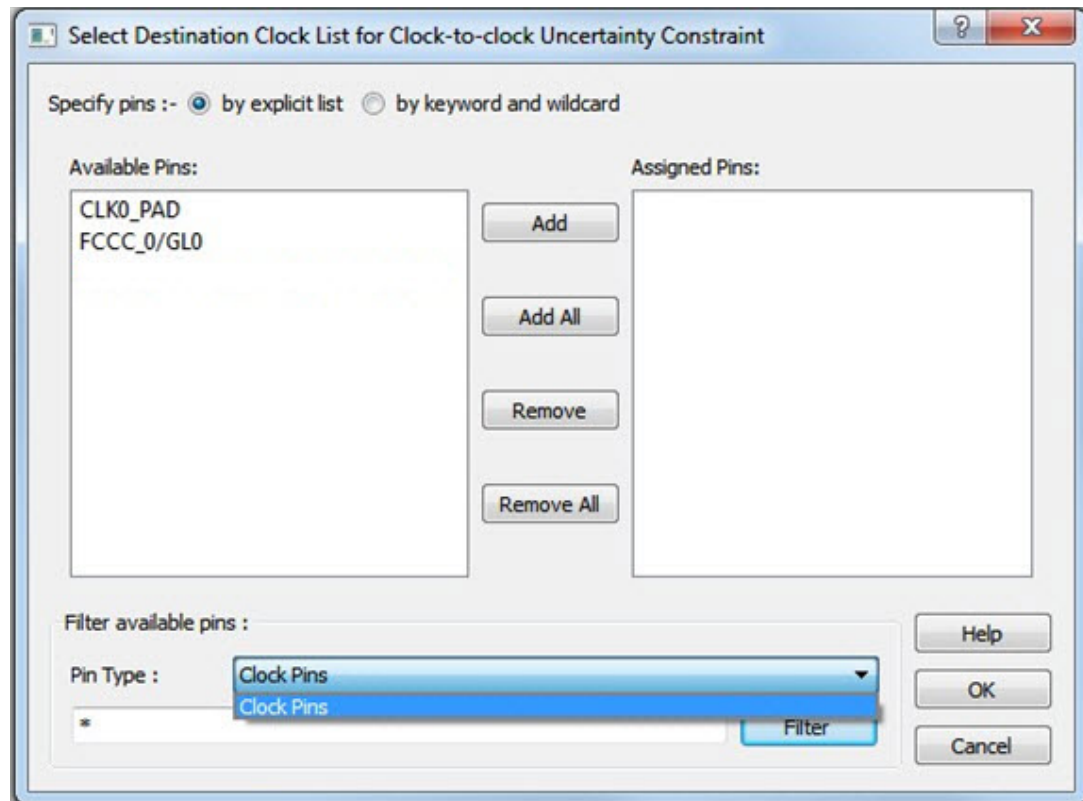 Select Destination Clock List for Clock-to-clock Uncertainty Constraint
? X
Specify pins :- by explicit list by keyword and wildcard
Available Pins:
CLK0_PAD
FCCC_0/GL0
Add
Add All
Remove
Remove All
Assigned Pins:
Filter available pins :
Pin Type : Clock Pins
Clock Pins
*
Filter
Help
OK
Cancel